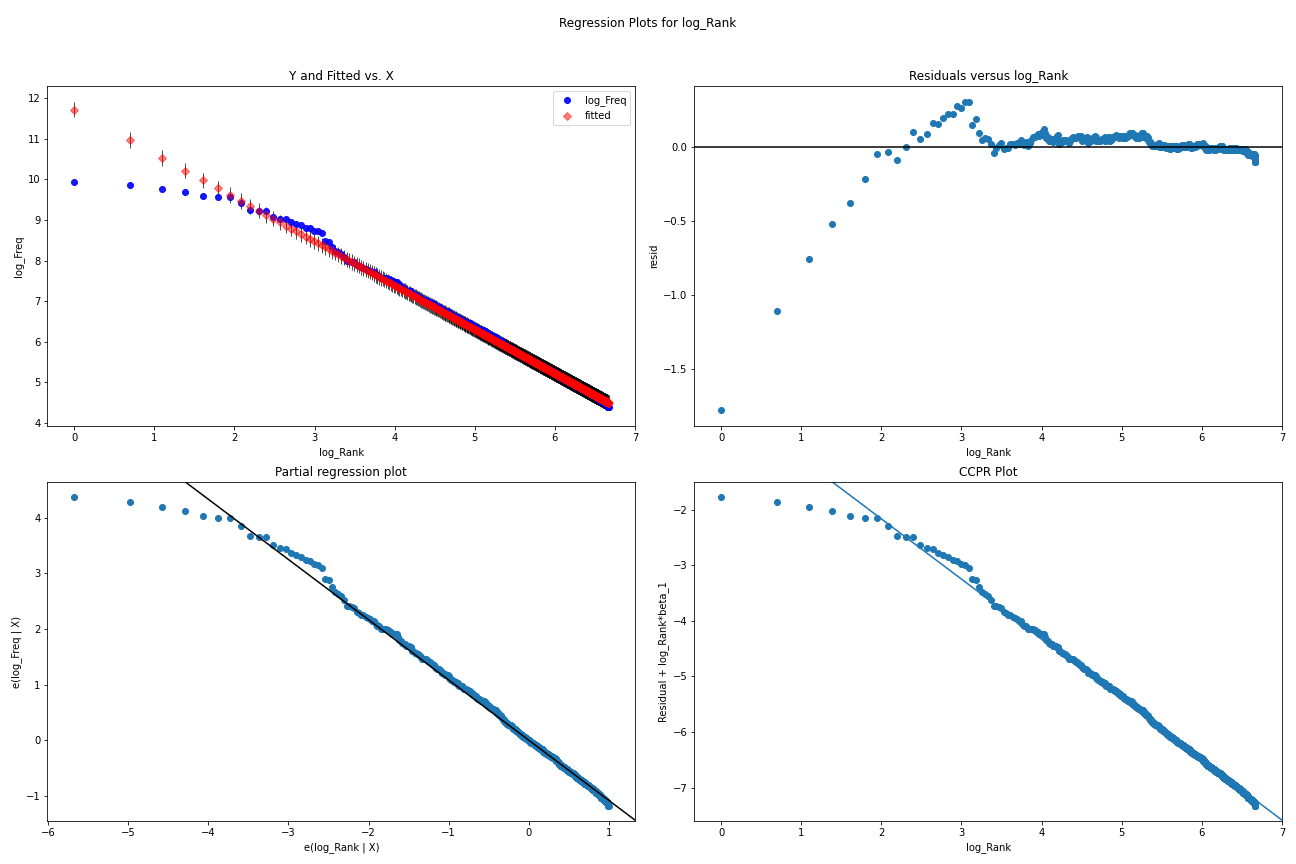 Regression Plots for log_Rank
Y and Fitted vs. X
12
11
10
9
8
7
6
5
4
log_Freq
log_Freq
fitted
0 1 2 3 4 5 6 7
log_Rank
Residuals versus log_Rank
0.0
−0.5
−1.0
−1.5
resid
0 1 2 3 4 5 6 7
log_Rank
Partial regression plot
4
3
2
1
0
−1
e(log_Freq | X)
−6 −5 −4 −3 −2 −1 0 1
e(log_Rank | X)
CCPR Plot
−2
−3
−4
−5
−6
−7
Residual + log_Rank*beta_1
0 1 2 3 4 5 6 7
log_Rank